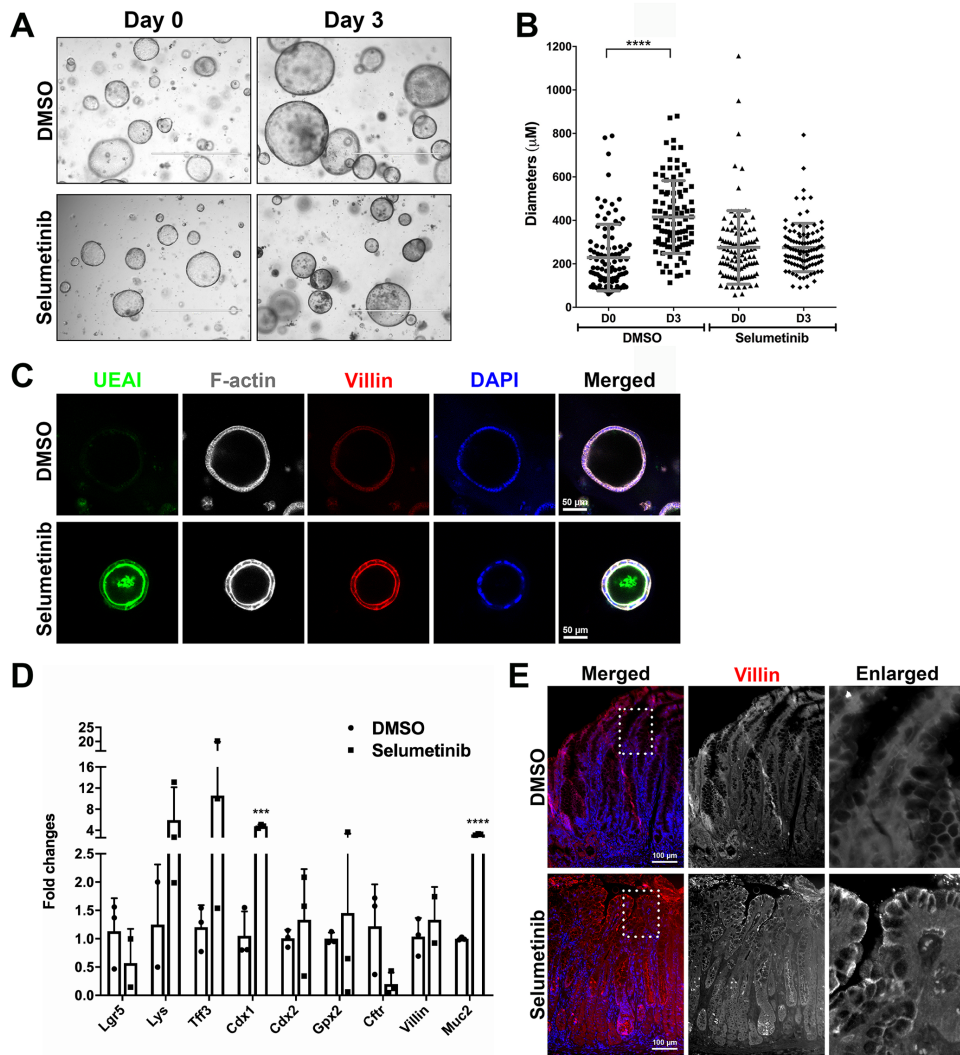 A
Day 0
Day 3
DMSO
Selumetinib
B
****
1200
1000
800
600
400
200
0
Diameters (μM)
D0
D3
D0
D3
DMSO
Selumetinib
C
UEAI
F-actin
Villin
DAPI
Merged
DMSO
50 μm
Selumetinib
50 μm
D
DMSO
Selumetinib
25
20
16
12
8
4
2.5
2.0
1.5
1.0
0.5
0.0
Fold changes
***
****
Lgr5
Lys
Tff3
Cdx1
Cdx2
Gpx2
Cftr
Villin
Muc2
E
Merged
Villin
Enlarged
DMSO
100 μm
Selumetinib
100 μm